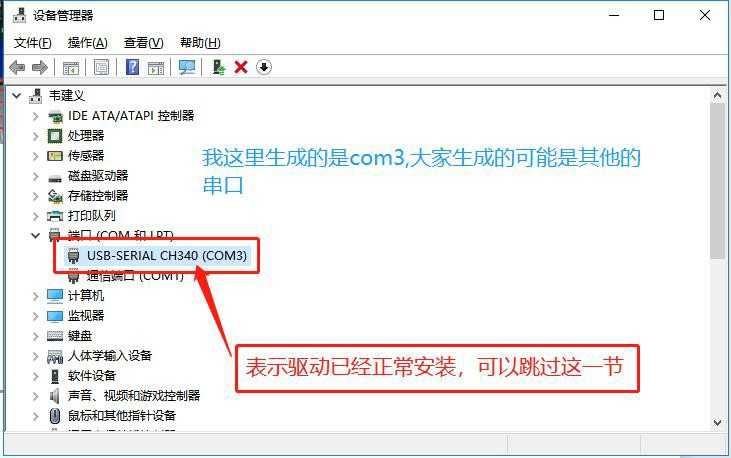 设备管理器
文件(F) 操作(A) 查看(V) 帮助(H)
韦建义
IDE ATA/ATAPI 控制器
处理器
传感器
磁盘驱动器
存储控制器
打印队列
端口 (COM 和 LPT)
USB-SERIAL CH340 (COM3)
通信端口 (COM1)
计算机
监视器
键盘
人体学输入设备
软件设备
声音、视频和游戏控制器
鼠标和其他指针设备
我这里生成的是com3,大家生成的可能是其他的
串口
表示驱动已经正常安装，可以跳过这一节